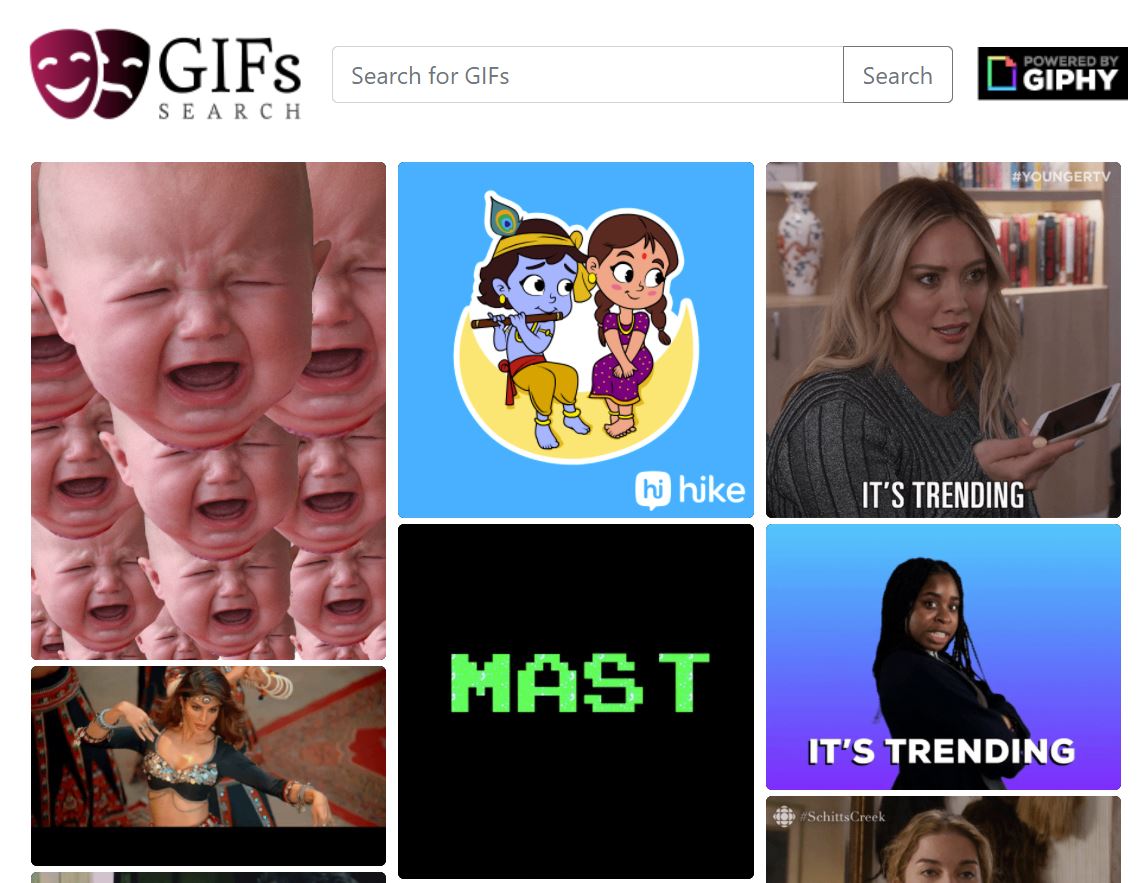 GIFs
SEARCH
Search for GIFs
Search
POWERED BY
GIPHY
#YOUNGERTV
IT'S TRENDING
hi hike
MAST
IT'S TRENDING
#SchittsCreek